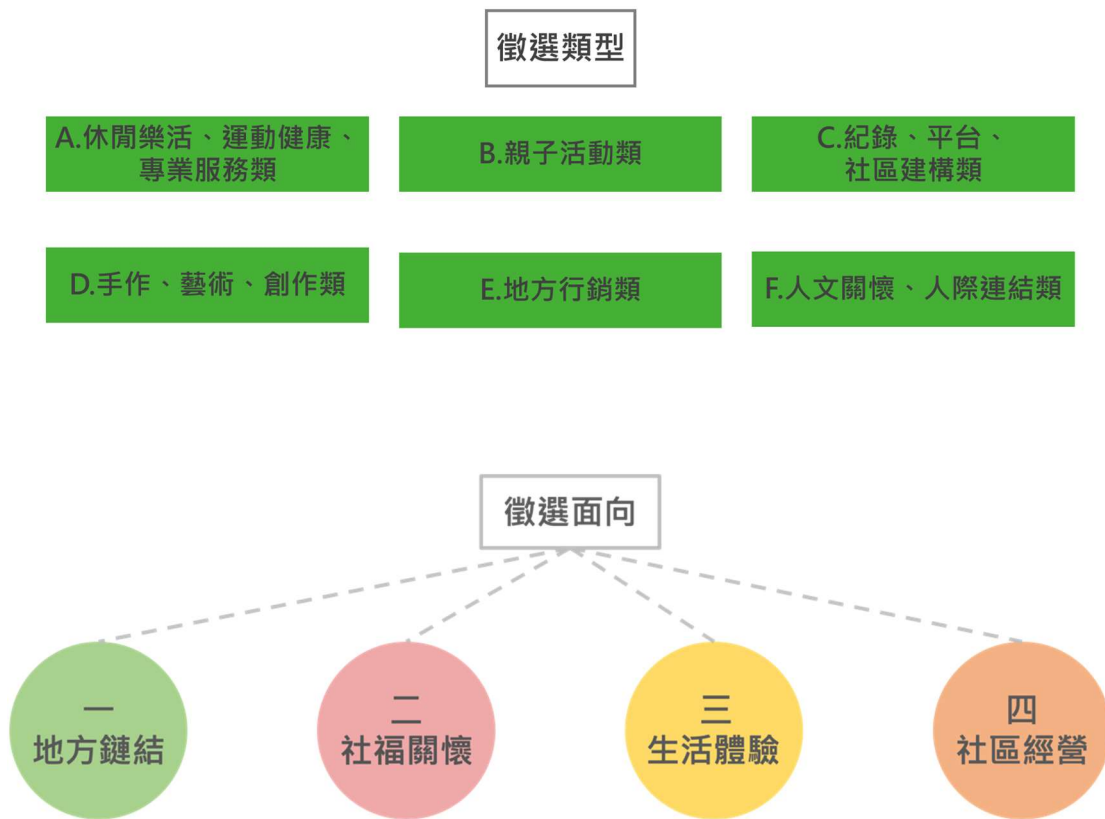 徵選類型
A.休閒樂活、運動健康、
專業服務類
B.親子活動類
C.紀錄、平台、
社區建構類
D.手作、藝術、創作類
E.地方行銷類
F.人文關懷、人際連結類
徵選面向
一
地方鏈結
二
社福關懷
三
生活體驗
四
社區經營